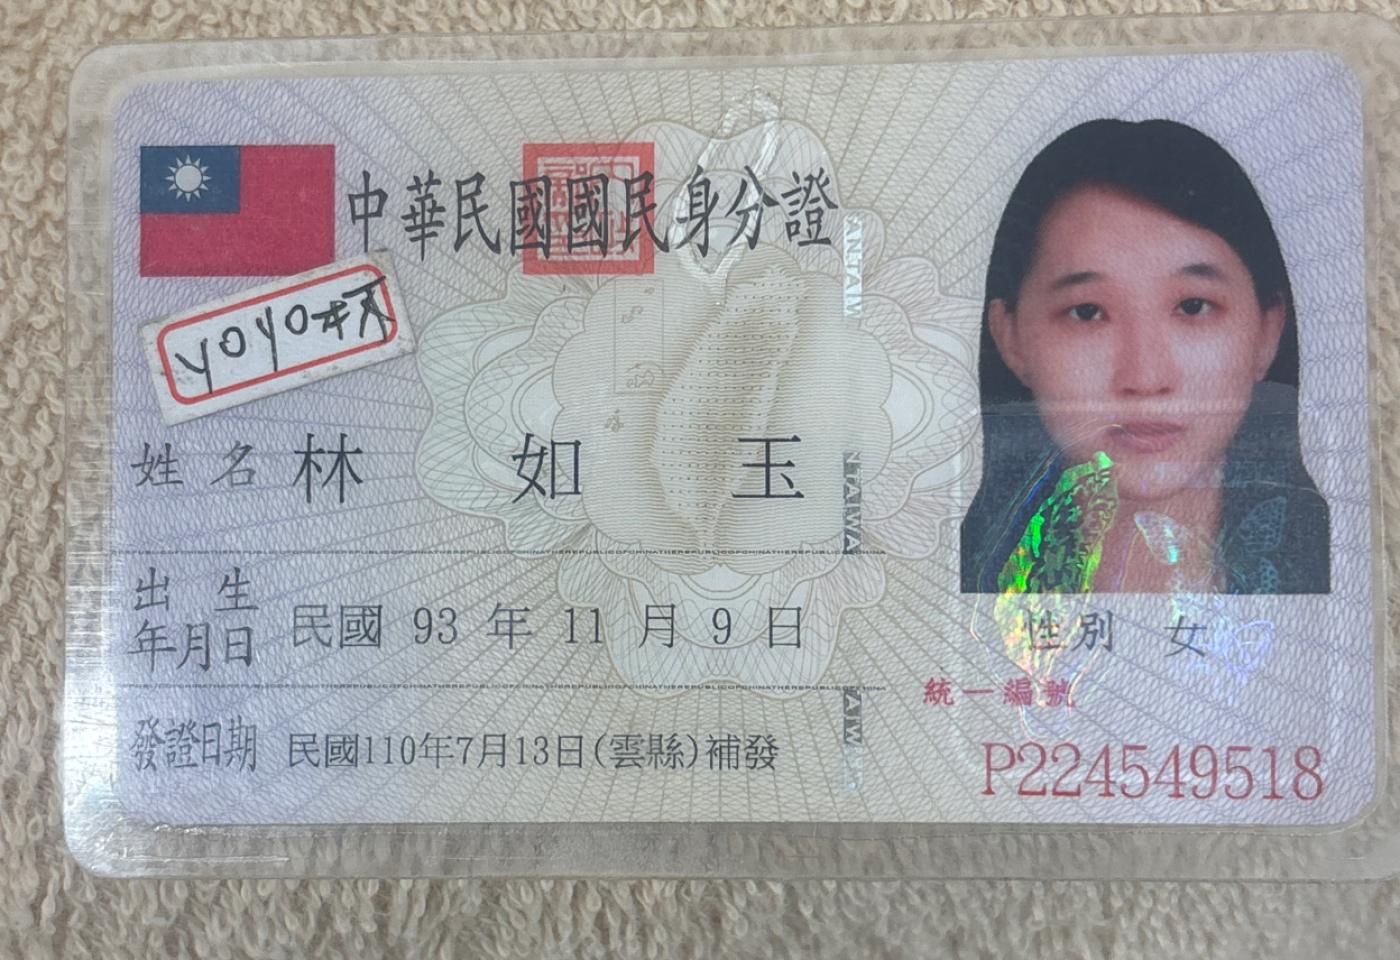 中華民國國民身分證
yoyo林
姓名 林如玉
出生年月日 民國 93 年 11 月 9 日
性別 女
發證日期 民國110年7月13日(雲縣)補發
統一編號
P224549518